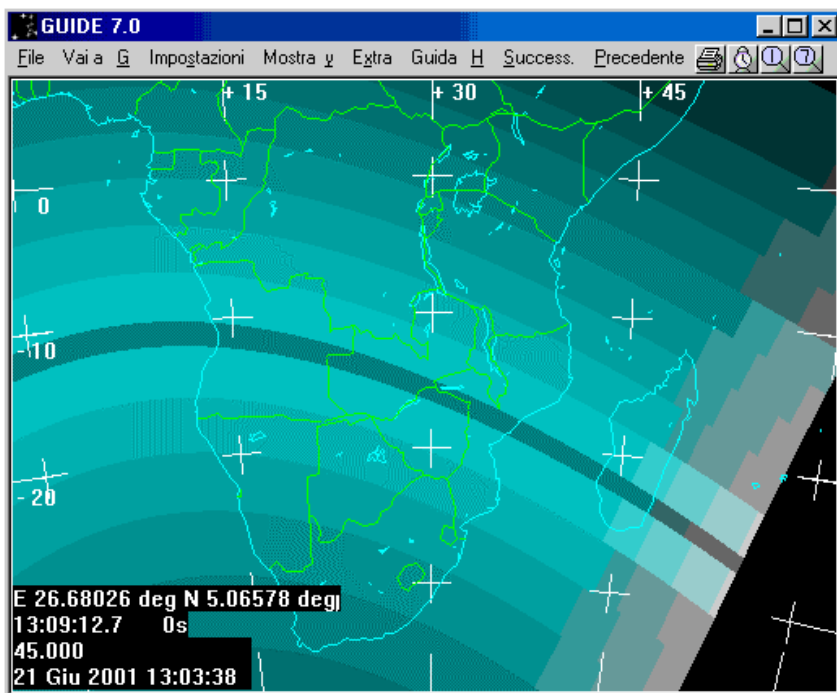 GUIDE 7.0
File Vai a G Impostazioni Mostra y Extra Guida H Success. Precedente
+ 15 + 30 + 45
0
-10
- 20
E 26.68026 deg N 5.06578 deg
13:09:12.7 0s
45.000
21 Giu 2001 13:03:38